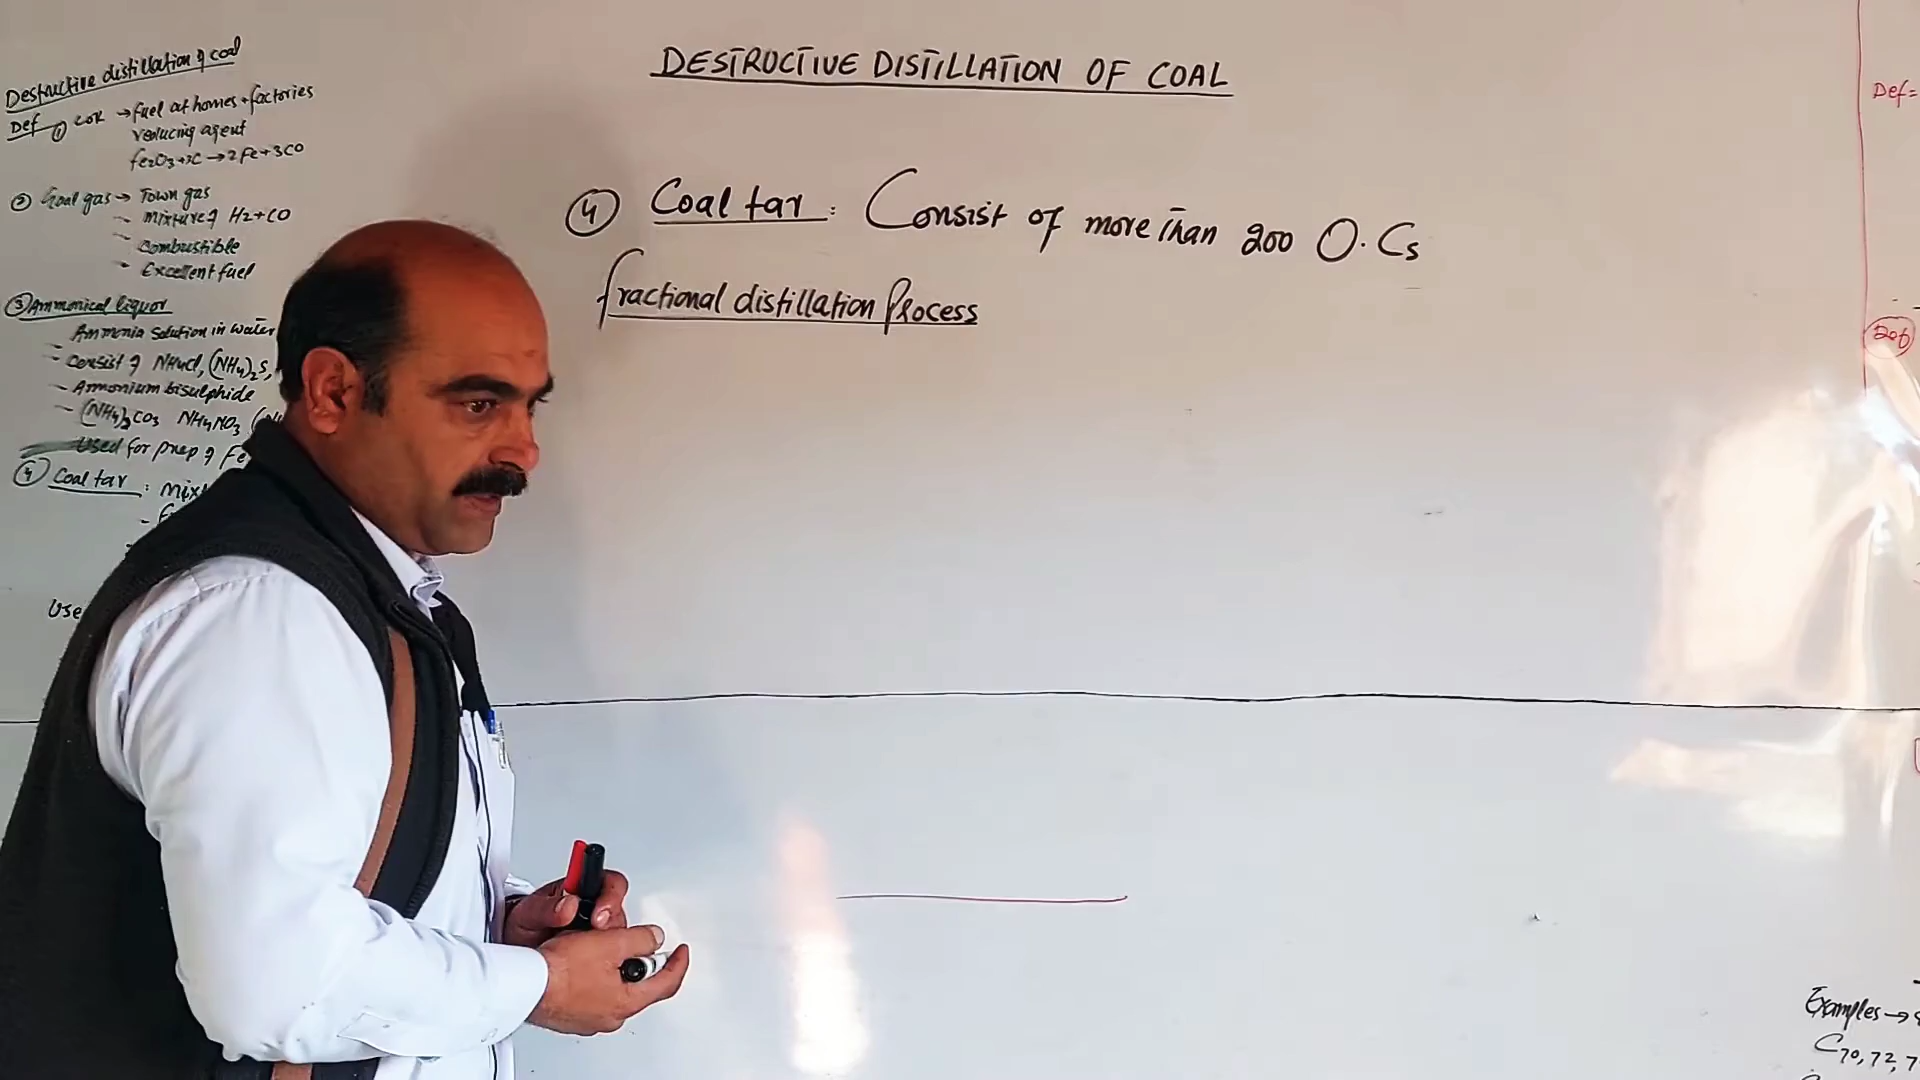 DESTRUCTIVE DISTILLATION OF COAL
④ Coal tar : Consist of more than 200 O.Cs
fractional distillation Process
Destructive distillation of coal
Def ① cok → fuel at homes + factories
reducing agent
fe2O3+3C → 2Fe+3CO
② Coal gas → Town gas
- mixture of H2+CO
- Combustible
- Excellent fuel
③ Ammonical liquor
- Ammonia solution in water
- Consist of NH4Cl, (NH4)2S,
- Ammonium bisulphide
- (NH4)2CO3 NH4NO3
Used for prep of Fe
④ Coal tar : mix
Use
Def=
Def
Examples →
C70, 72, 7